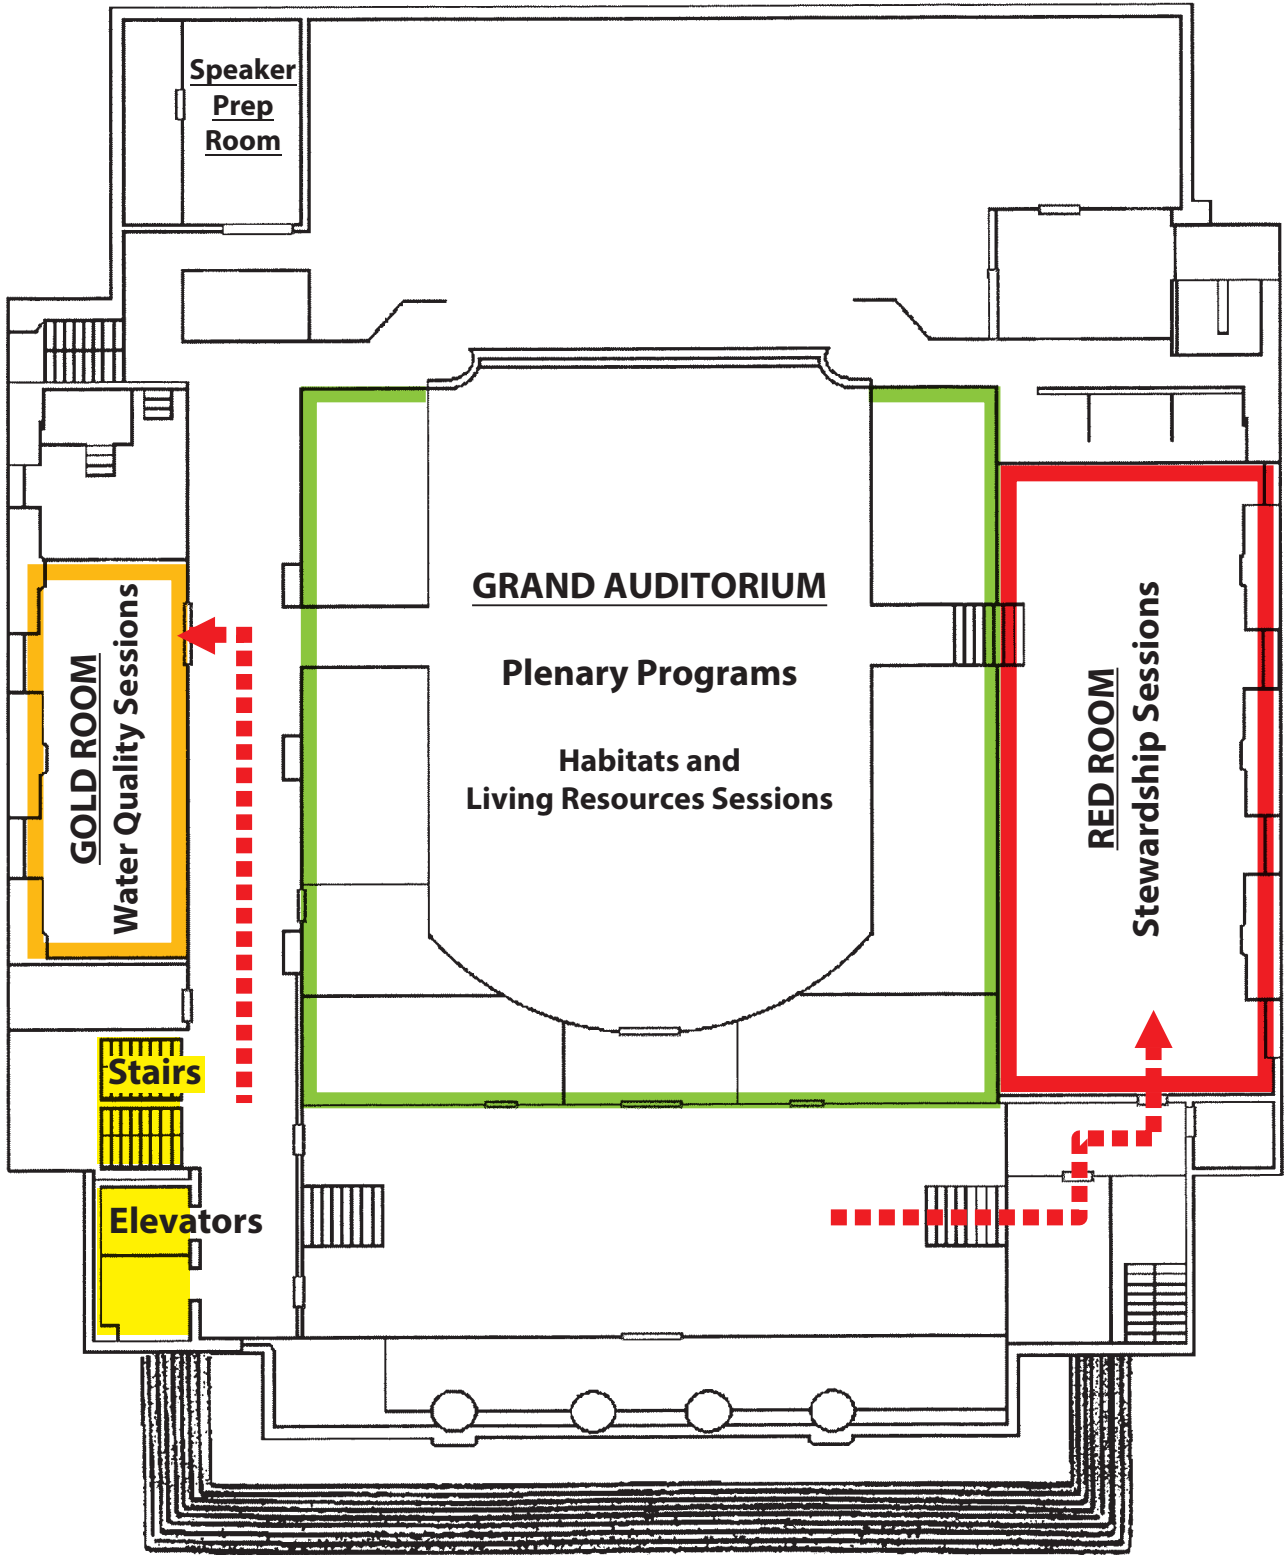 Speaker
Prep
Room
GRAND AUDITORIUM
Plenary Programs
Habitats and
Living Resources Sessions
GOLD ROOM
Water Quality Sessions
RED ROOM
Stewardship Sessions
Stairs
Elevators